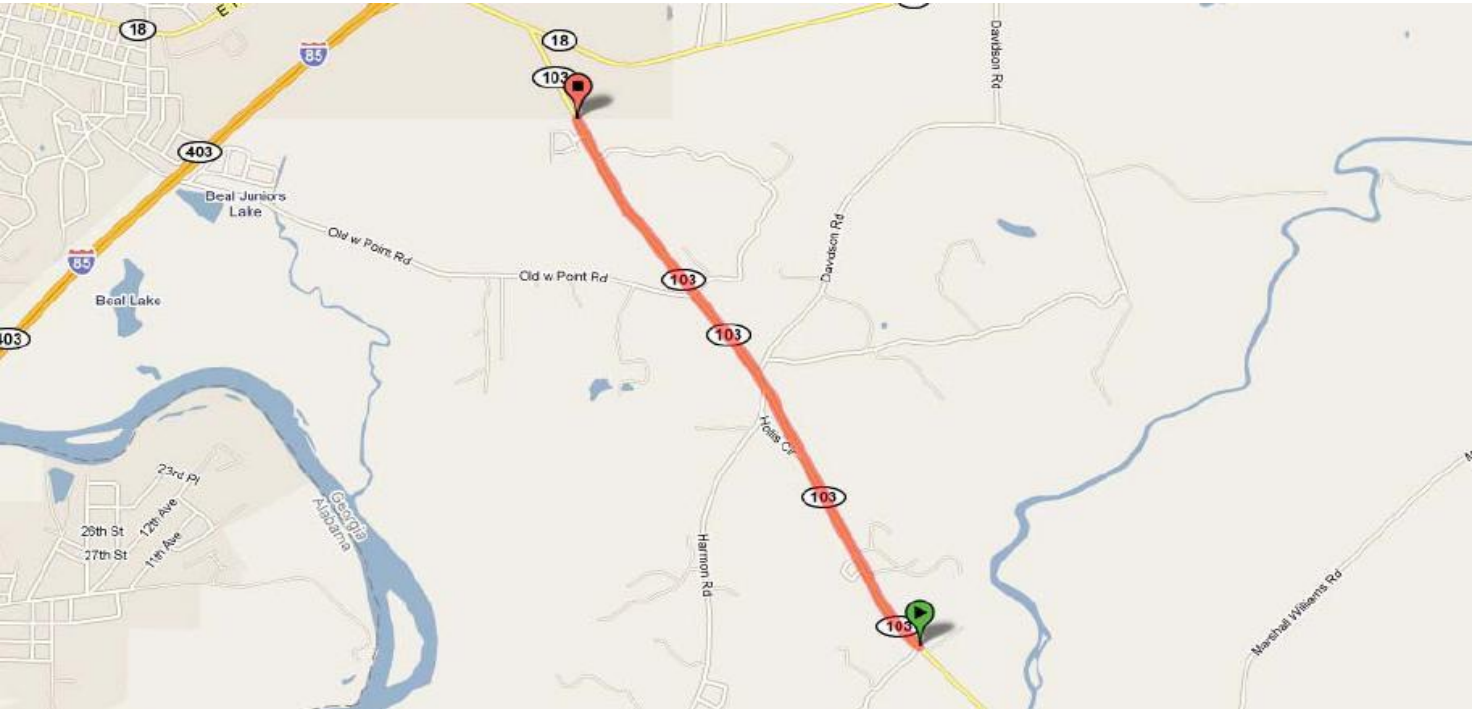 18
85
18
103
Davidson Rd
403
Beal Juniors
Lake
Old w Point Rd
Davidson Rd
85
Old w Point Rd
103
Beal Lake
103
403
Hollis Cir
23rd Pl
Georgia
Alabama
12th Ave
103
26th St
27th St
11th Ave
Harmon Rd
Marshall Williams Rd
103